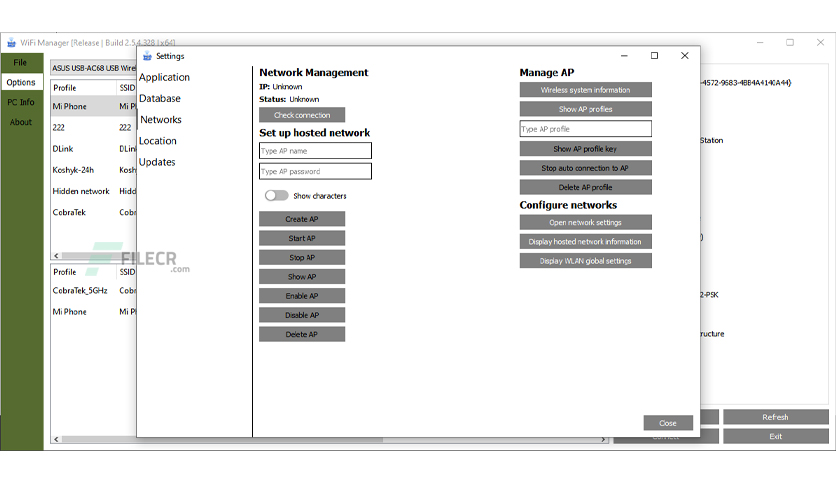 WiFi Manager [Release | Build 2.5.4.328 | x64]
File
Options
PC Info
About
ASUS USB-AC68 USB Wirel
Profile SSID
Mi Phone Mi P
222 222
DLink DLin
Koshyk-24h Kosh
Hidden network Hidd
CobraTek Cobr
Profile SSID
CobraTek_5GHz Cobr
Mi Phone Mi P
FILECR
.com
Settings
Application
Database
Networks
Location
Updates
Network Management
IP: Unknown
Status: Unknown
Check connection
Set up hosted network
Type AP name
Type AP password
Show characters
Create AP
Start AP
Stop AP
Show AP
Enable AP
Disable AP
Delete AP
Manage AP
Wireless system information
Show AP profiles
Type AP profile
Show AP profile key
Stop auto connection to AP
Delete AP profile
Configure networks
Open network settings
Display hosted network information
Display WLAN global settings
Close
-4572-9683-4BB4A4140A44)
Station
)
2-PSK
ructure
Refresh
Connect
Exit